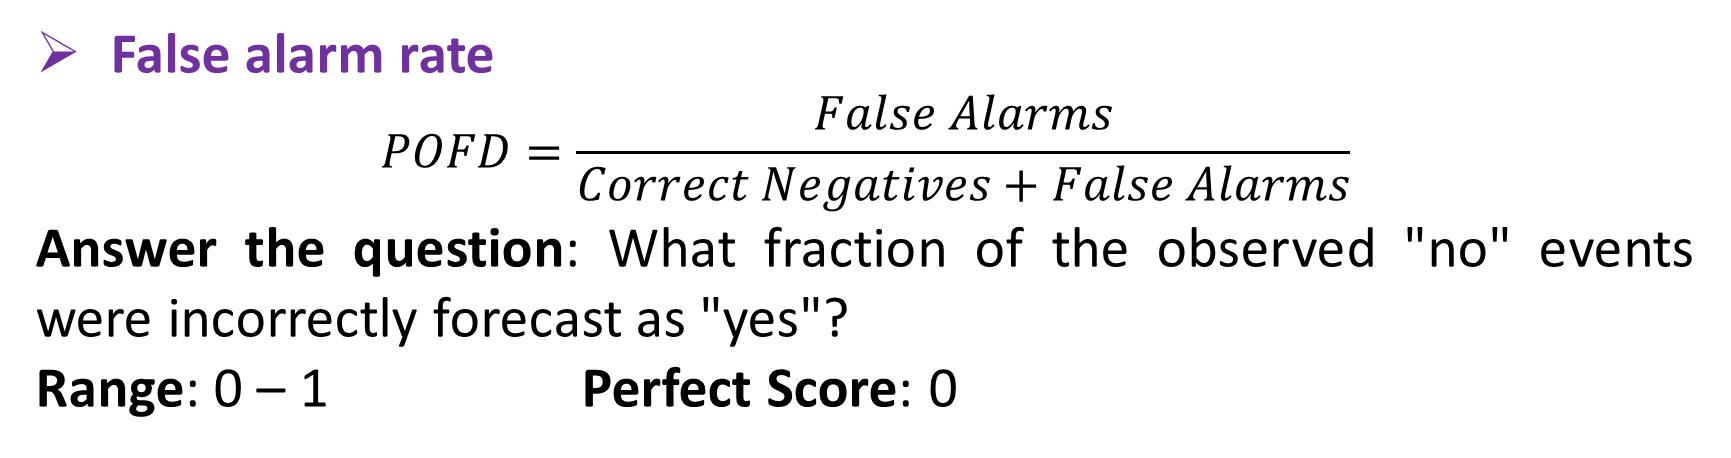 ➢ False alarm rate
POFD = False Alarms / Correct Negatives + False Alarms
Answer the question: What fraction of the observed "no" events
were incorrectly forecast as "yes"?
Range: 0 – 1 Perfect Score: 0